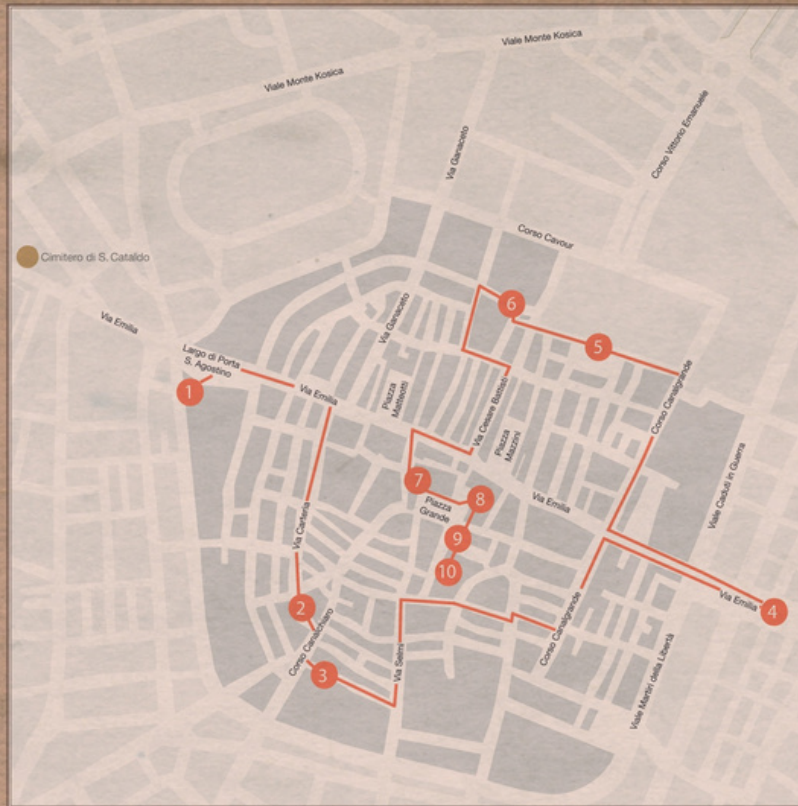 Viale Monte Kosica
Viale Monte Kosica
Corso Vittorio Emanuele
Via Ganaceto
Corso Cavour
Cimitero di S. Cataldo
6
Via Emilia
Via Ganaceto
5
Largo di Porta
S. Agostino
1
Via Emilia
Piazza
Matteotti
Via Cesare Battisti
Corso Canalgrande
Piazza
Mazzini
Viale Caduti in Guerra
7
8
Piazza
Grande
Via Emilia
Via Carteria
9
10
2
Via Emilia
4
Corso Canalchiaro
Via Selmi
Corso Canalgrande
3
Viale Martiri della Libertà